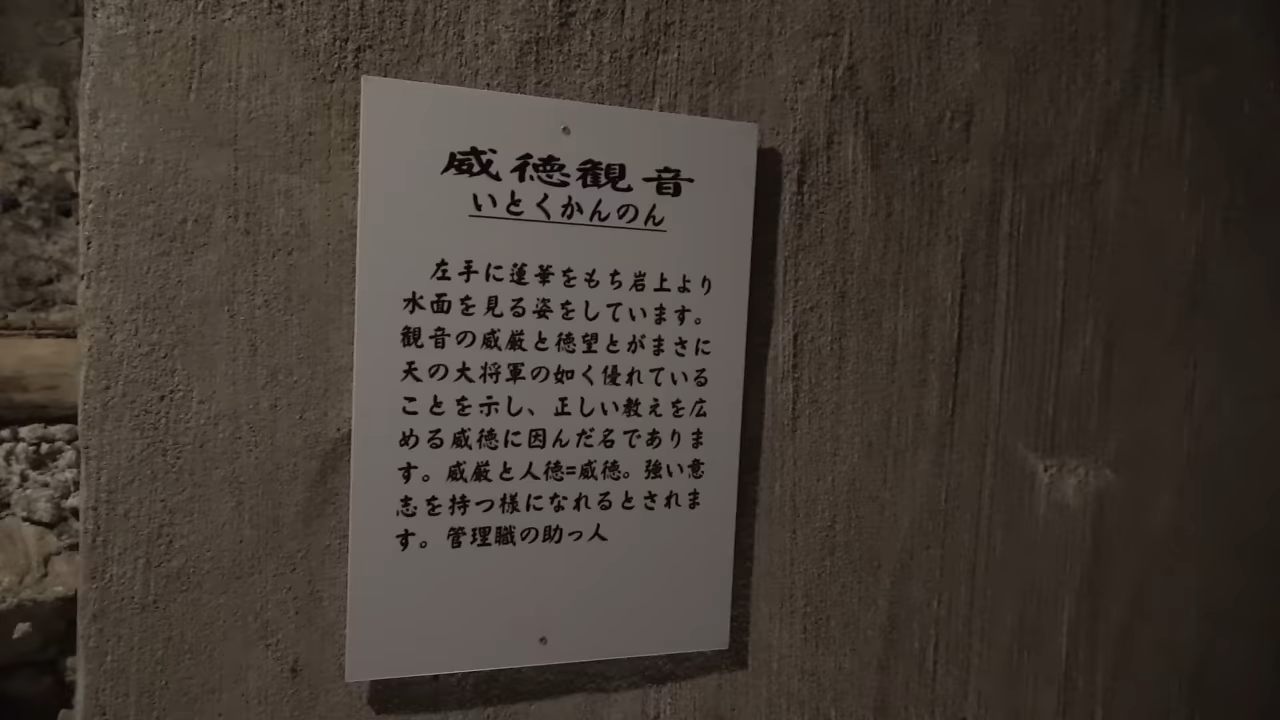 威徳観音
いとくかんのん
左手に蓮華をもち岩上より
水面を見る姿をしています。
観音の威厳と徳望とがまさに
天の大将軍の如く優れている
ことを示し、正しい教えを広
める威徳に因んだ名でありま
す。威厳と人徳=威徳。強い意
志を持つ様になれるとされま
す。管理職の助っ人